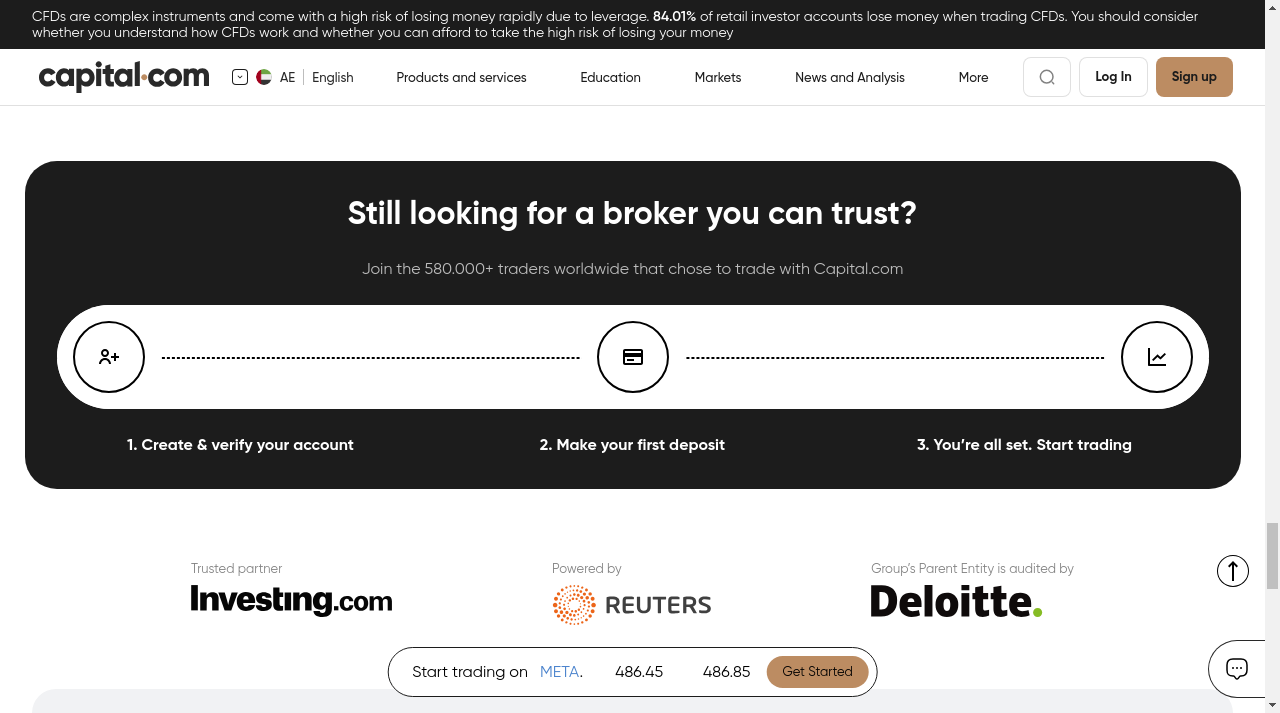 CFDs are complex instruments and come with a high risk of losing money rapidly due to leverage. 84.01% of retail investor accounts lose money when trading CFDs. You should consider
whether you understand how CFDs work and whether you can afford to take the high risk of losing your money
capital.com AE English Products and services Education Markets News and Analysis More Log In Sign up
Still looking for a broker you can trust?
Join the 580.000+ traders worldwide that chose to trade with Capital.com
1. Create & verify your account 2. Make your first deposit 3. You’re all set. Start trading
Trusted partner Powered by Group’s Parent Entity is audited by
Investing.com REUTERS Deloitte.
Start trading on META. 486.45 486.85 Get Started